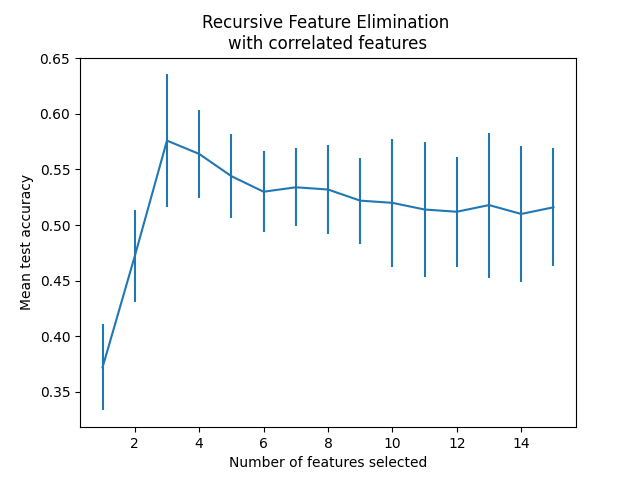 Recursive Feature Elimination
with correlated features
0.65
0.60
0.55
0.50
0.45
0.40
0.35
Mean test accuracy
2 4 6 8 10 12 14
Number of features selected